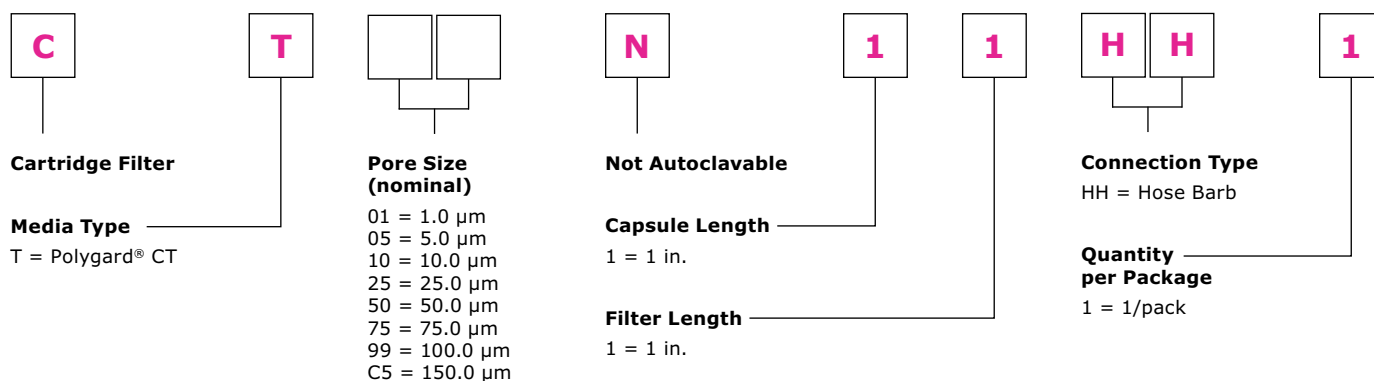 C T N 1 1 H H 1
Cartridge Filter
Media Type
T = Polygard® CT
Pore Size
(nominal)
01 = 1.0 µm
05 = 5.0 µm
10 = 10.0 µm
25 = 25.0 µm
50 = 50.0 µm
75 = 75.0 µm
99 = 100.0 µm
C5 = 150.0 µm
Not Autoclavable
Capsule Length
1 = 1 in.
Filter Length
1 = 1 in.
Connection Type
HH = Hose Barb
Quantity
per Package
1 = 1/pack